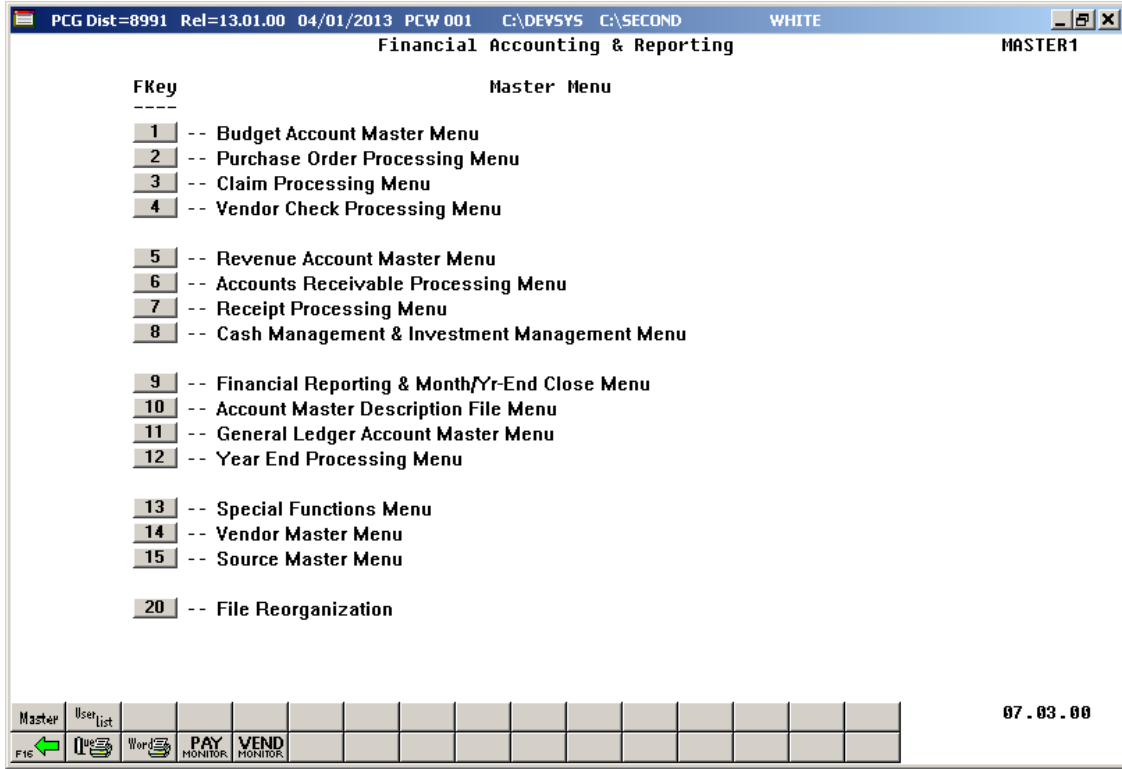 PCG Dist=8991 Rel=13.01.00 04/01/2013 PCW 001 C:\DEVSYS C:\SECOND WHITE
Financial Accounting & Reporting MASTER1
FKey Master Menu
----
1 -- Budget Account Master Menu
2 -- Purchase Order Processing Menu
3 -- Claim Processing Menu
4 -- Vendor Check Processing Menu
5 -- Revenue Account Master Menu
6 -- Accounts Receivable Processing Menu
7 -- Receipt Processing Menu
8 -- Cash Management & Investment Management Menu
9 -- Financial Reporting & Month/Yr-End Close Menu
10 -- Account Master Description File Menu
11 -- General Ledger Account Master Menu
12 -- Year End Processing Menu
13 -- Special Functions Menu
14 -- Vendor Master Menu
15 -- Source Master Menu
20 -- File Reorganization
Master User List 07.03.00
F16 Que Word PAY MONITOR VEND MONITOR